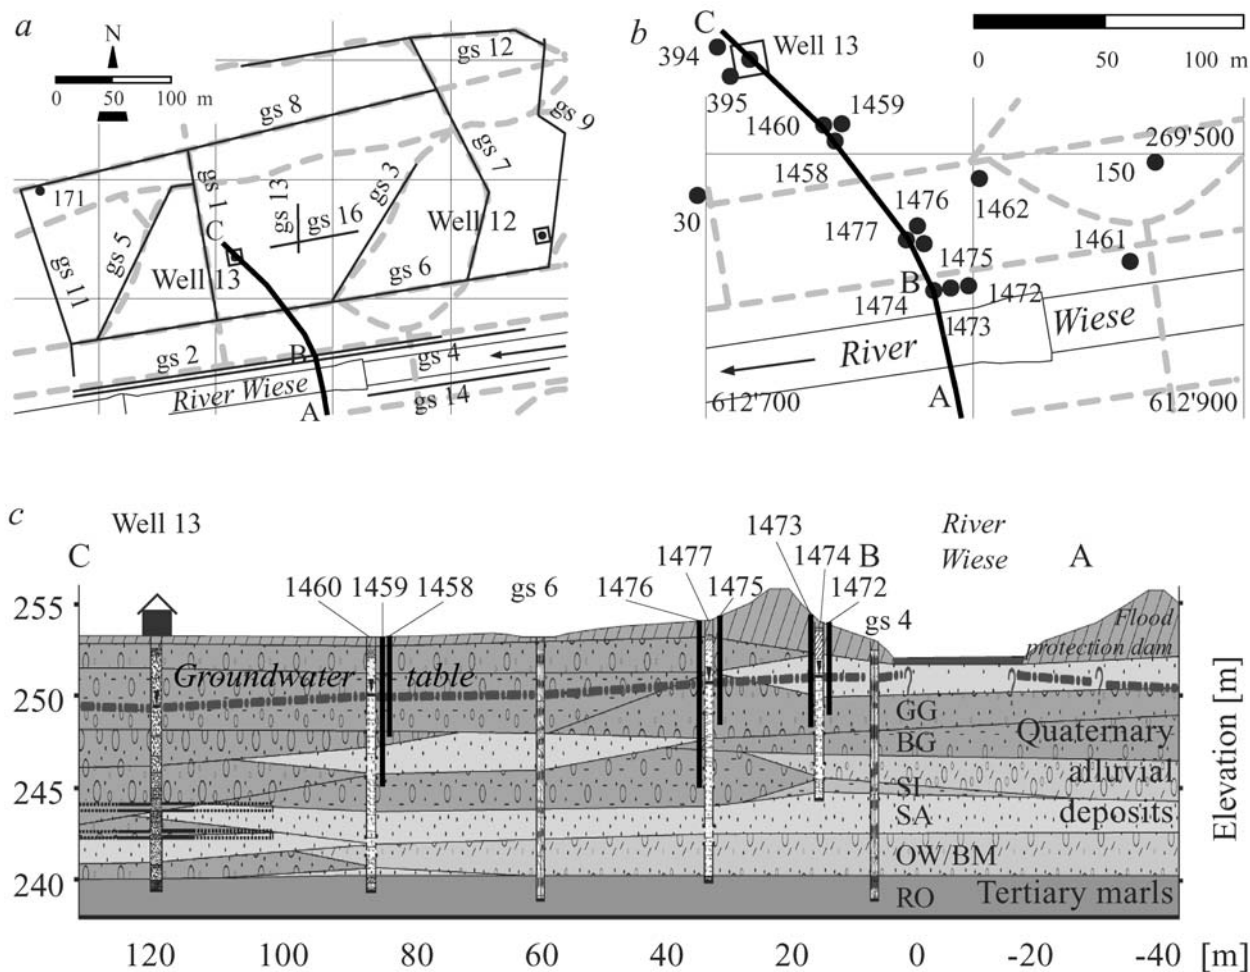 a
N
0 50 100 m
gs 12
gs 8
gs 9
gs 7
171
gs 1
gs 13
gs 3
gs 5
gs 16
C
Well 12
Well 13
gs 11
gs 6
gs 2
B
gs 4
River Wiese
gs 14
A
b
C
Well 13
0 50 100 m
394
395
1459
1460
269'500
1458
150
1476
1462
30
1477
1461
1475
B
1474
1472
1473
Wiese
River
A
612'700
612'900
c
Well 13
1473
River
C
1477
1474
B
Wiese
A
1460
1459
1458
gs 6
1476
1475
1472
gs 4
255
Flood
protection dam
Groundwater table
250
GG
Quaternary
BG
alluvial
245
SI
deposits
SA
OW/BM
240
RO
Tertiary marls
Elevation [m]
120 100 80 60 40 20 0 -20 -40 [m]